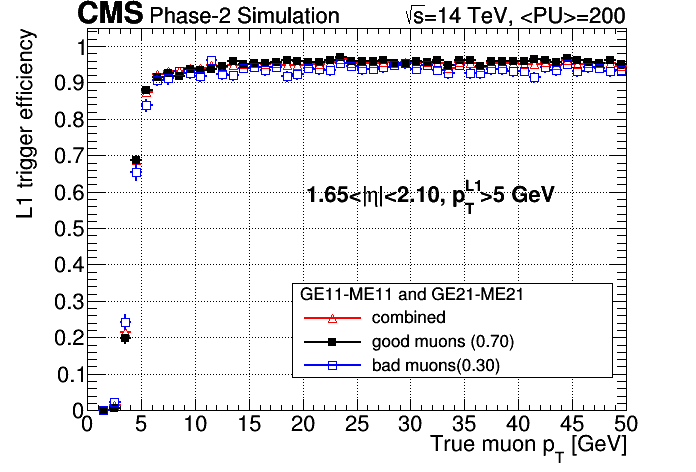 CMS Phase-2 Simulation √s=14 TeV, <PU>=200
L1 trigger efficiency
1
0.9
0.8
0.7
0.6
0.5
0.4
0.3
0.2
0.1
0
1.65<|η|<2.10, p_T^L1>5 GeV
GE11-ME11 and GE21-ME21
combined
good muons (0.70)
bad muons(0.30)
0 5 10 15 20 25 30 35 40 45 50
True muon p_T [GeV]